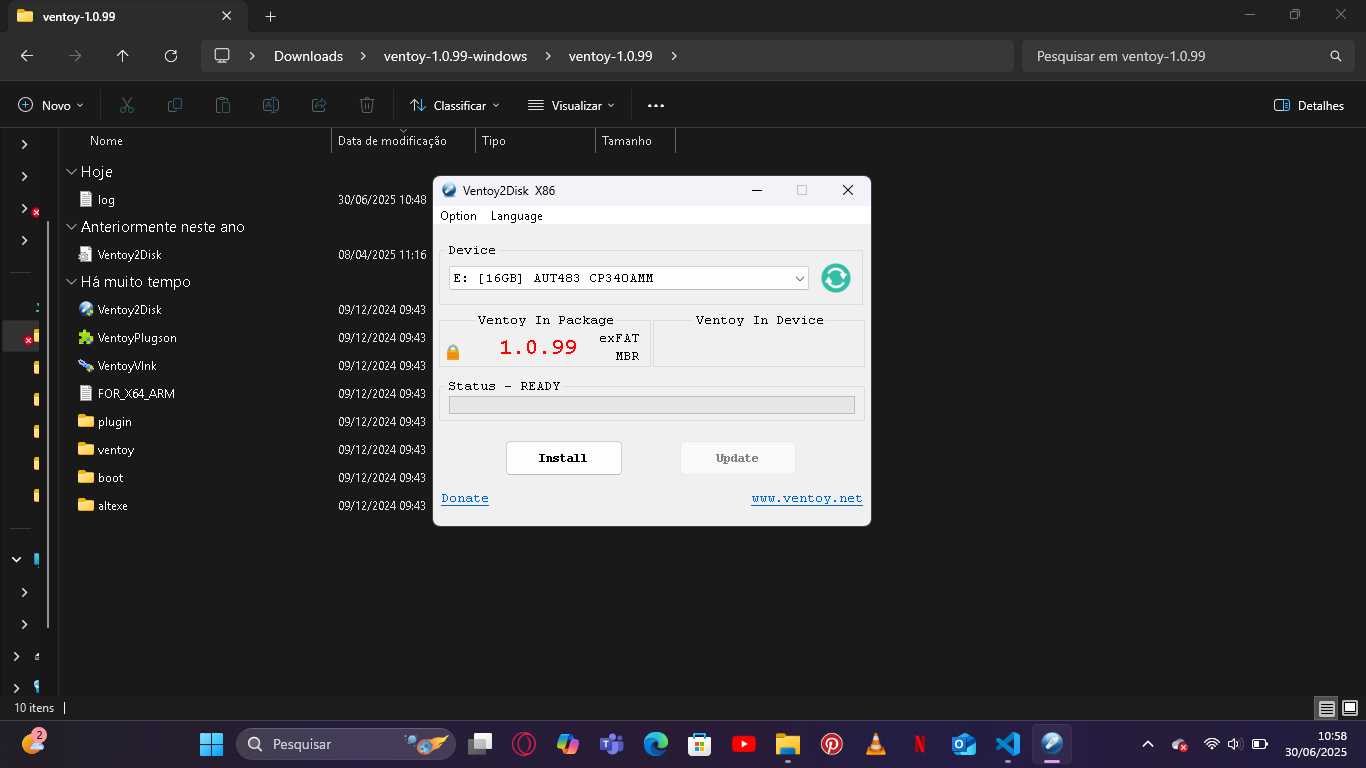 ventoy-1.0.99
Downloads
ventoy-1.0.99-windows
ventoy-1.0.99
Pesquisar em ventoy-1.0.99
Novo
Classificar
Visualizar
Detalhes
Nome
Data de modificação
Tipo
Tamanho
Hoje
log
30/06/2025 10:48
Anteriormente neste ano
Ventoy2Disk
08/04/2025 11:16
Há muito tempo
Ventoy2Disk
09/12/2024 09:43
VentoyPlugson
09/12/2024 09:43
VentoyVlnk
09/12/2024 09:43
FOR_X64_ARM
09/12/2024 09:43
plugin
09/12/2024 09:43
ventoy
09/12/2024 09:43
boot
09/12/2024 09:43
altexe
09/12/2024 09:43
Ventoy2Disk X86
Option Language
Device
E: [16GB] AUT483 CP340AMM
Ventoy In Package
1.0.99
exFAT
MBR
Ventoy In Device
Status - READY
Install
Update
Donate
www.ventoy.net
10 itens
2
Pesquisar
10:58
30/06/2025